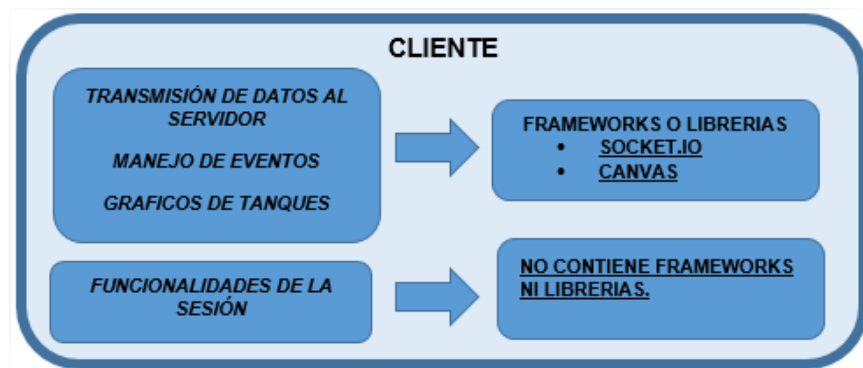 CLIENTE
TRANSMISIÓN DE DATOS AL
SERVIDOR
MANEJO DE EVENTOS
GRAFICOS DE TANQUES
FRAMEWORKS O LIBRERIAS
• SOCKET.IO
• CANVAS
FUNCIONALIDADES DE LA
SESIÓN
NO CONTIENE FRAMEWORKS
NI LIBRERIAS.